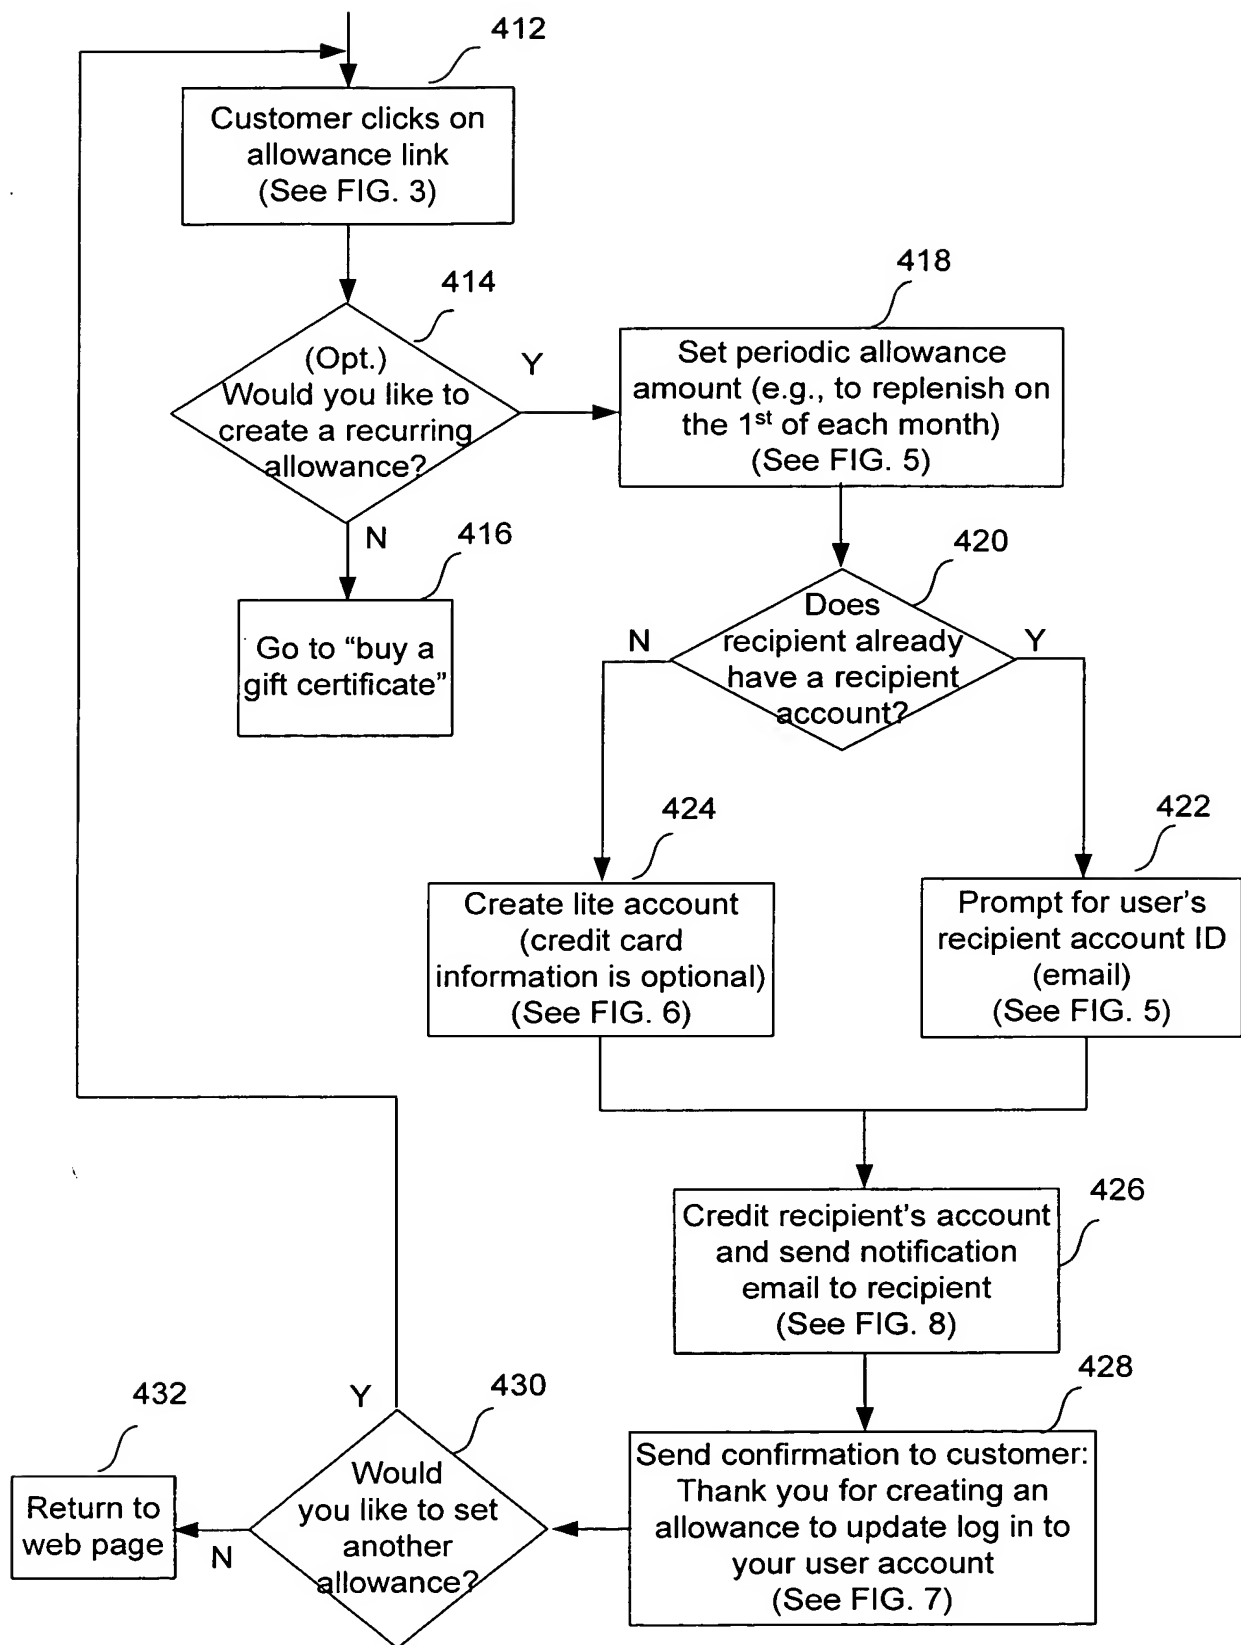 412
Customer clicks on
allowance link
(See FIG. 3)
414
(Opt.)
Would you like to
create a recurring
allowance?
Y
N
418
Set periodic allowance
amount (e.g., to replenish on
the 1st of each month)
(See FIG. 5)
416
Go to “buy a
gift certificate”
420
Does
recipient already
have a recipient
account?
N
Y
424
Create lite account
(credit card
information is optional)
(See FIG. 6)
422
Prompt for user's
recipient account ID
(email)
(See FIG. 5)
426
Credit recipient's account
and send notification
email to recipient
(See FIG. 8)
428
Send confirmation to customer:
Thank you for creating an
allowance to update log in to
your user account
(See FIG. 7)
430
Would
you like to set
another
allowance?
Y
N
432
Return to
web page